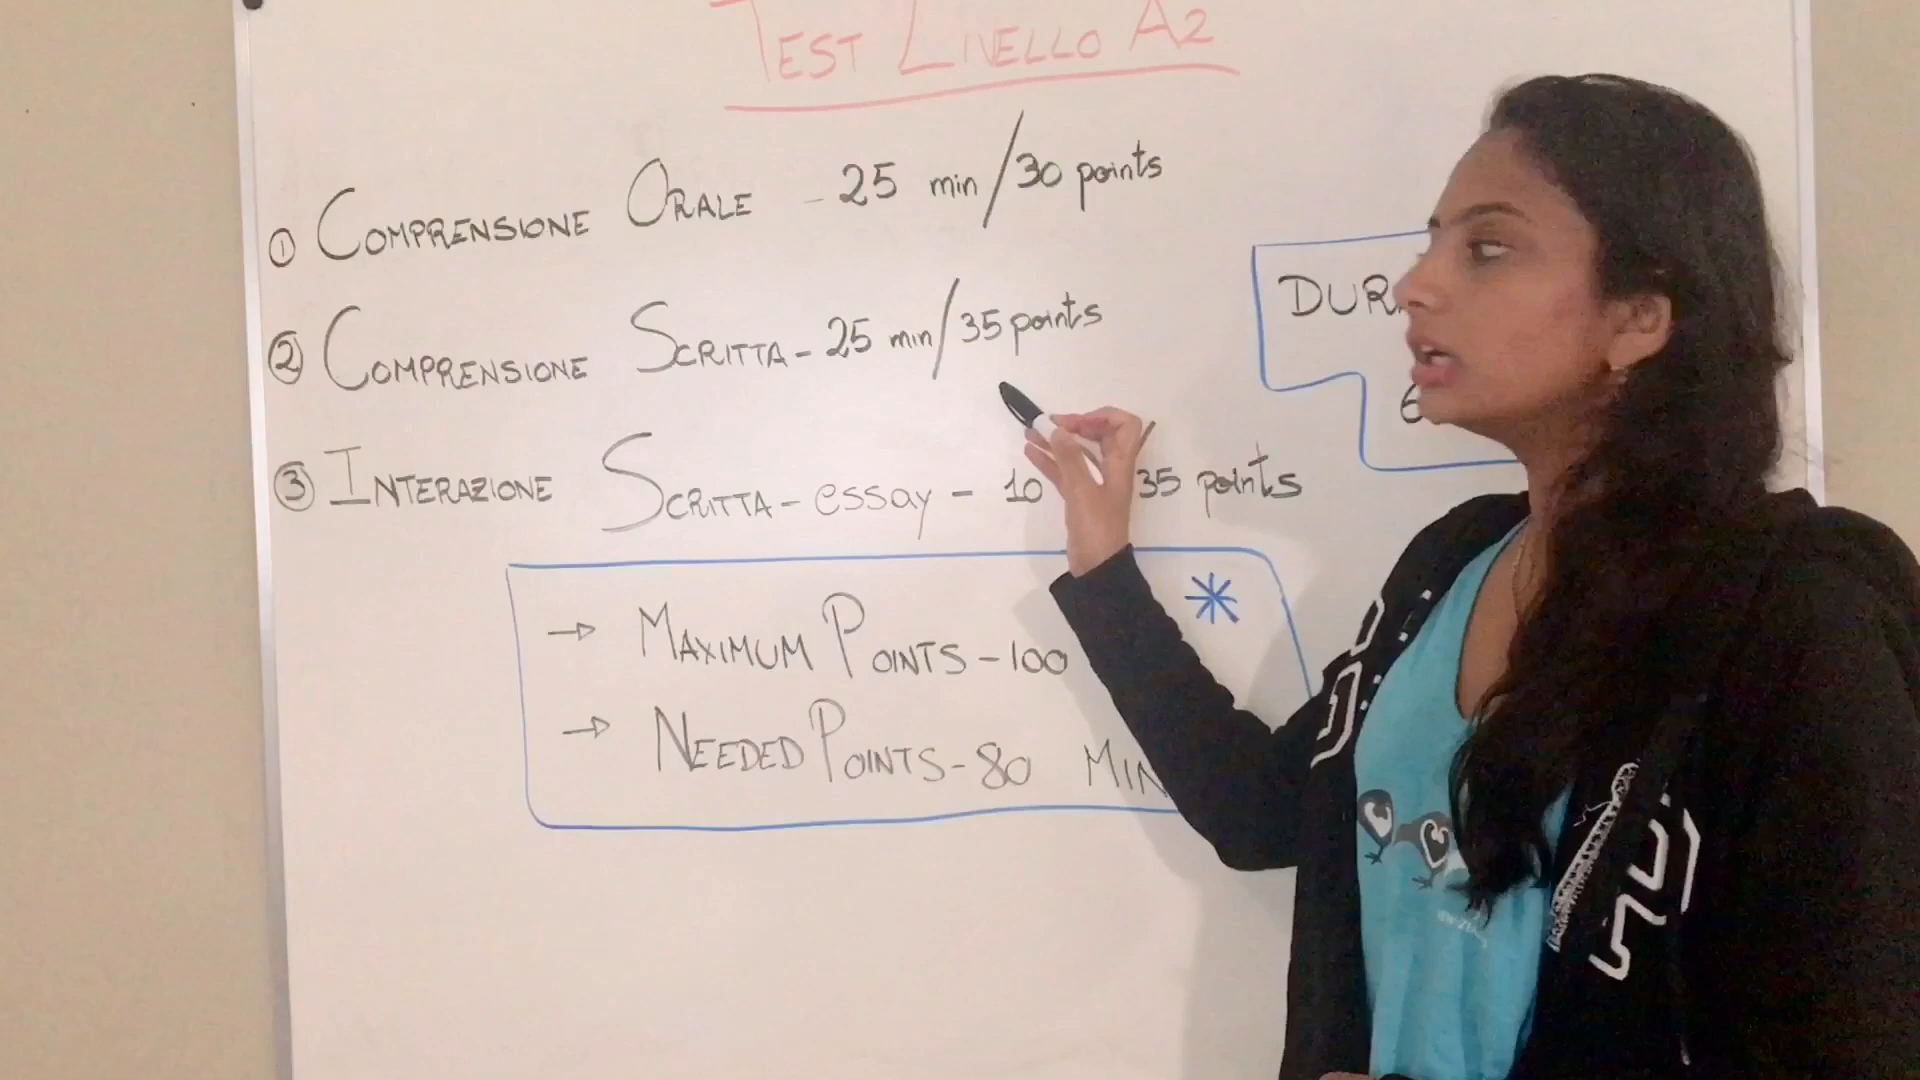 TEST LIVELLO A2
① COMPRENSIONE ORALE - 25 min/30 points
② COMPRENSIONE SCRITTA - 25 min/35 points
③ INTERAZIONE SCRITTA - essay - 10 35 points
→ MAXIMUM POINTS - 100
→ NEEDED POINTS - 80 MIN